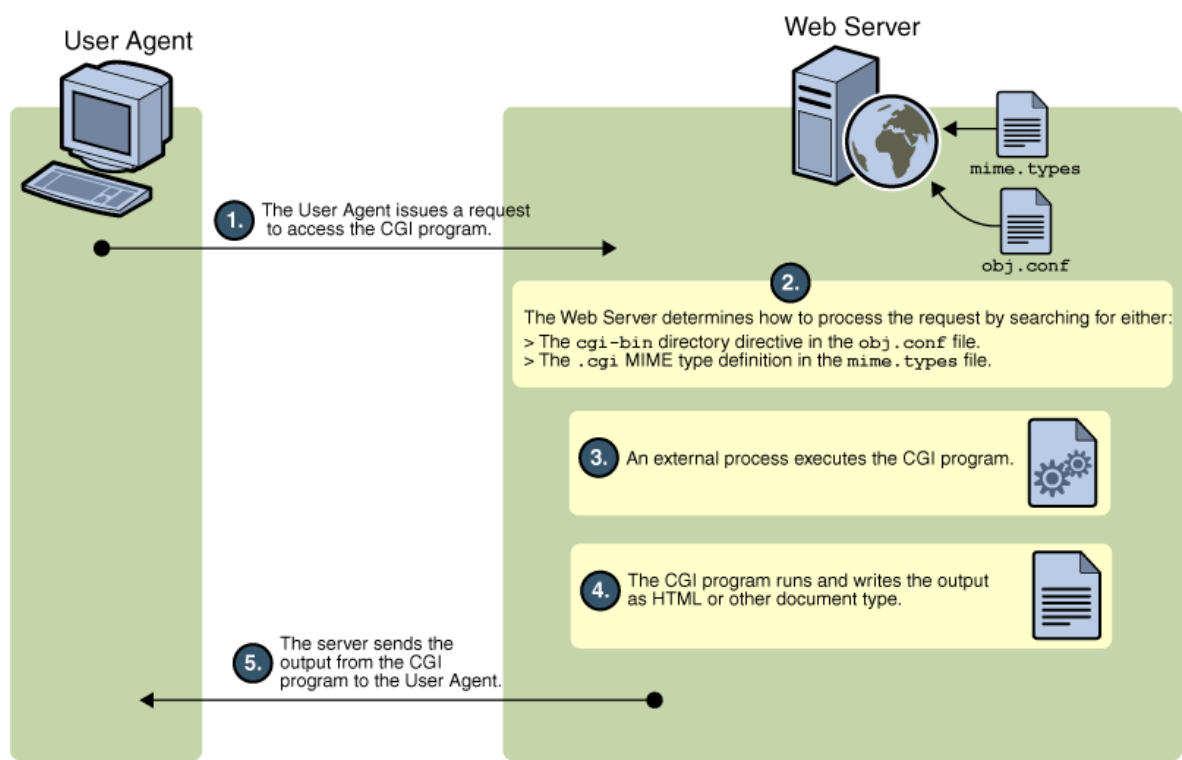 User Agent
Web Server
mime.types
obj.conf
1.
The User Agent issues a request
to access the CGI program.
2.
The Web Server determines how to process the request by searching for either:
> The cgi-bin directory directive in the obj.conf file.
> The .cgi MIME type definition in the mime.types file.
3.
An external process executes the CGI program.
4.
The CGI program runs and writes the output
as HTML or other document type.
5.
The server sends the
output from the CGI
program to the User Agent.